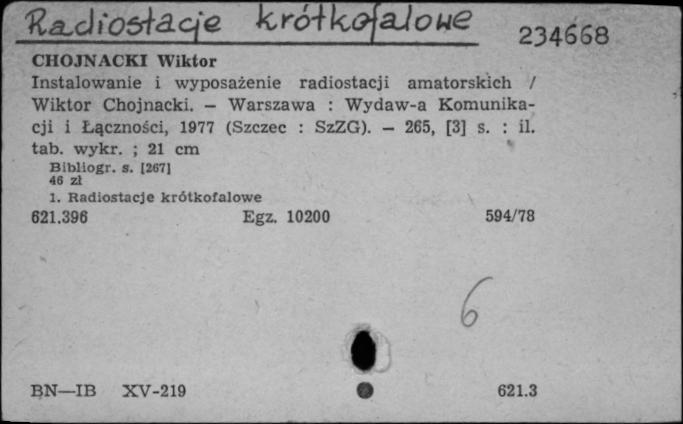 Radiostacje krótkofalowe 234668
CHOJNACKI Wiktor
Instalowanie i wyposażenie radiostacji amatorskich /
Wiktor Chojnacki. — Warszawa : Wydaw-a Komunika-
cji i Łączności, 1977 (Szczec : SzZG). — 265, [3] s. : il.
tab. wykr. ; 21 cm
Bibliogr. s. [267]
46 zł
1. Radiostacje krótkofalowe
621.396 Egz. 10200 594/78
6
BN—IB XV-219 621.3